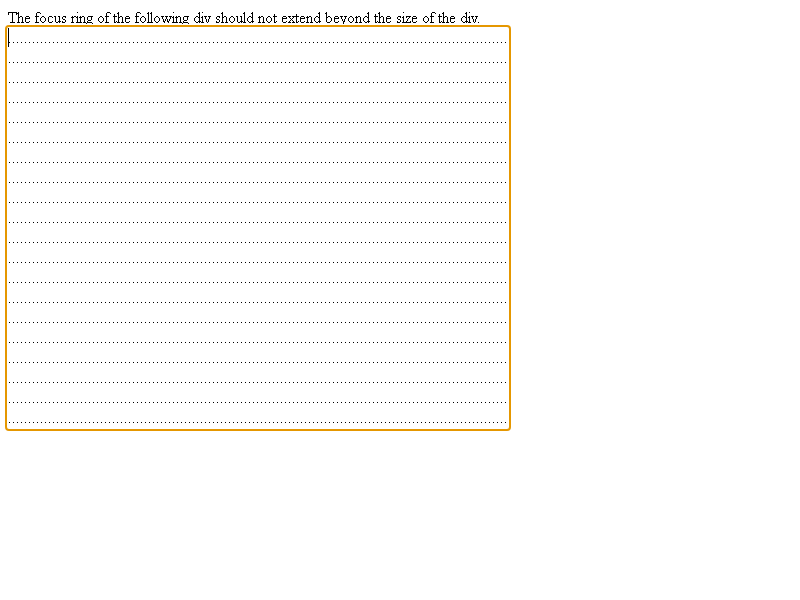 The focus ring of the following div should not extend beyond the size of the div.